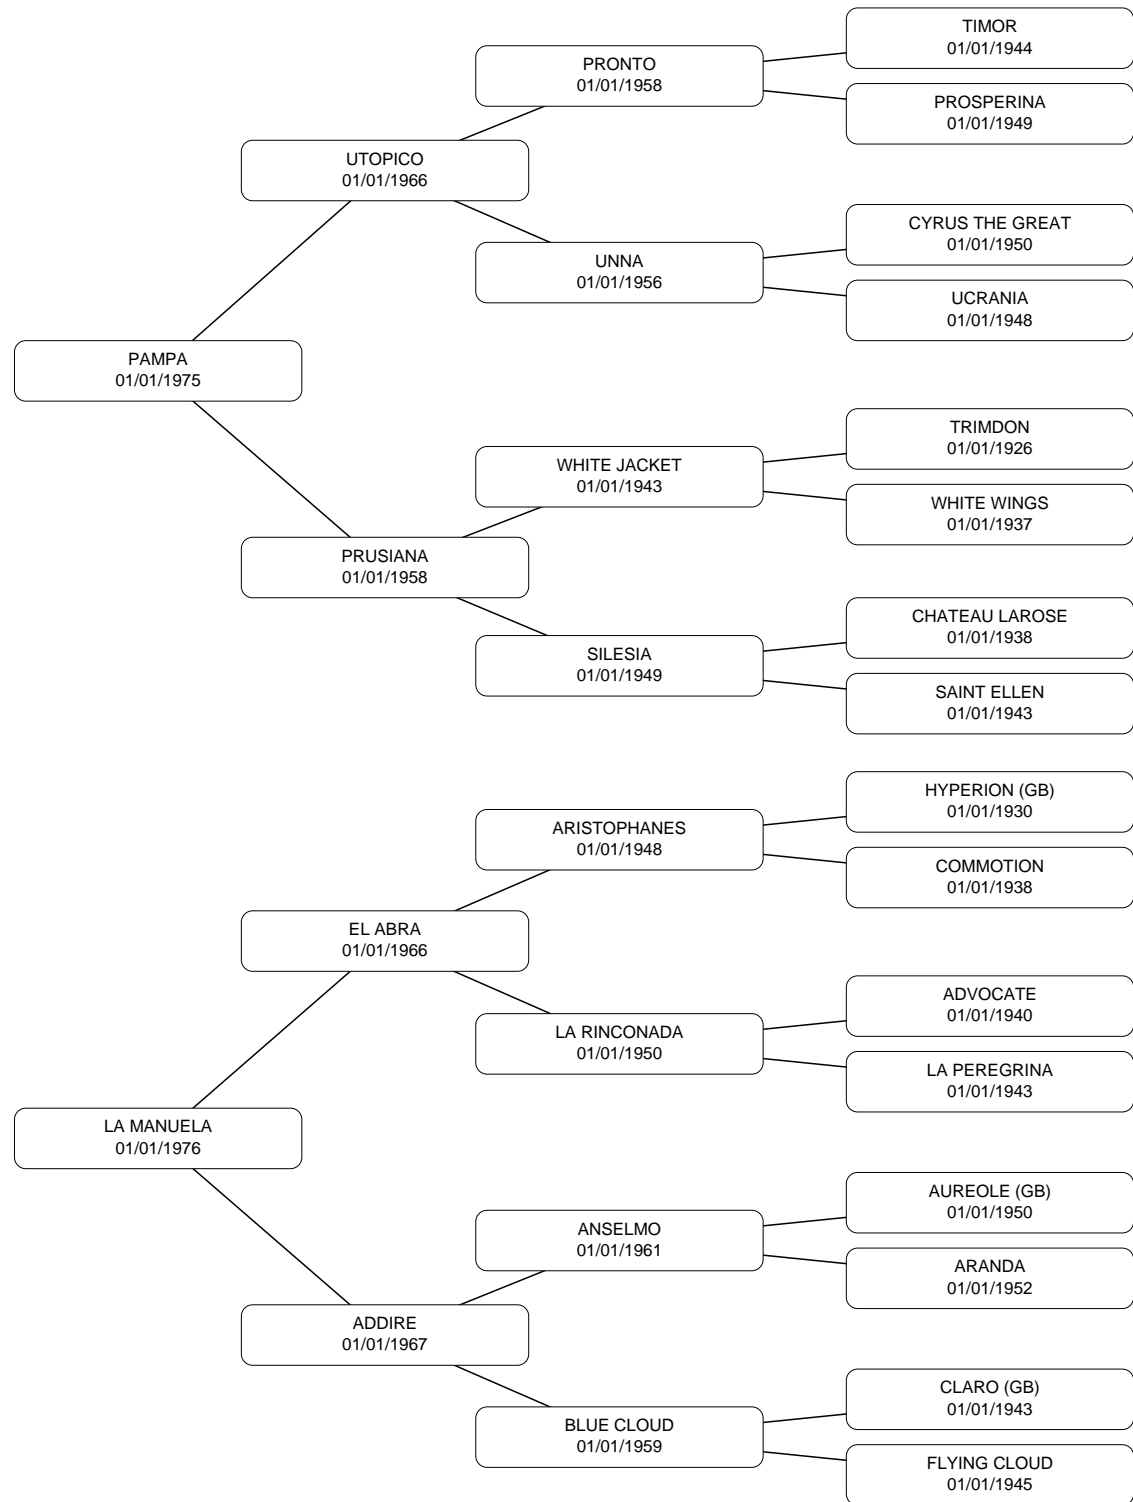 TIMOR
01/01/1944
PRONTO
01/01/1958
PROSPERINA
01/01/1949
UTOPICO
01/01/1966
CYRUS THE GREAT
01/01/1950
UNNA
01/01/1956
UCRANIA
01/01/1948
PAMPA
01/01/1975
TRIMDON
01/01/1926
WHITE JACKET
01/01/1943
WHITE WINGS
01/01/1937
PRUSIANA
01/01/1958
CHATEAU LAROSE
01/01/1938
SILESIA
01/01/1949
SAINT ELLEN
01/01/1943
HYPERION (GB)
01/01/1930
ARISTOPHANES
01/01/1948
COMMOTION
01/01/1938
EL ABRA
01/01/1966
ADVOCATE
01/01/1940
LA RINCONADA
01/01/1950
LA PEREGRINA
01/01/1943
LA MANUELA
01/01/1976
AUREOLE (GB)
01/01/1950
ANSELMO
01/01/1961
ARANDA
01/01/1952
ADDIRE
01/01/1967
CLARO (GB)
01/01/1943
BLUE CLOUD
01/01/1959
FLYING CLOUD
01/01/1945